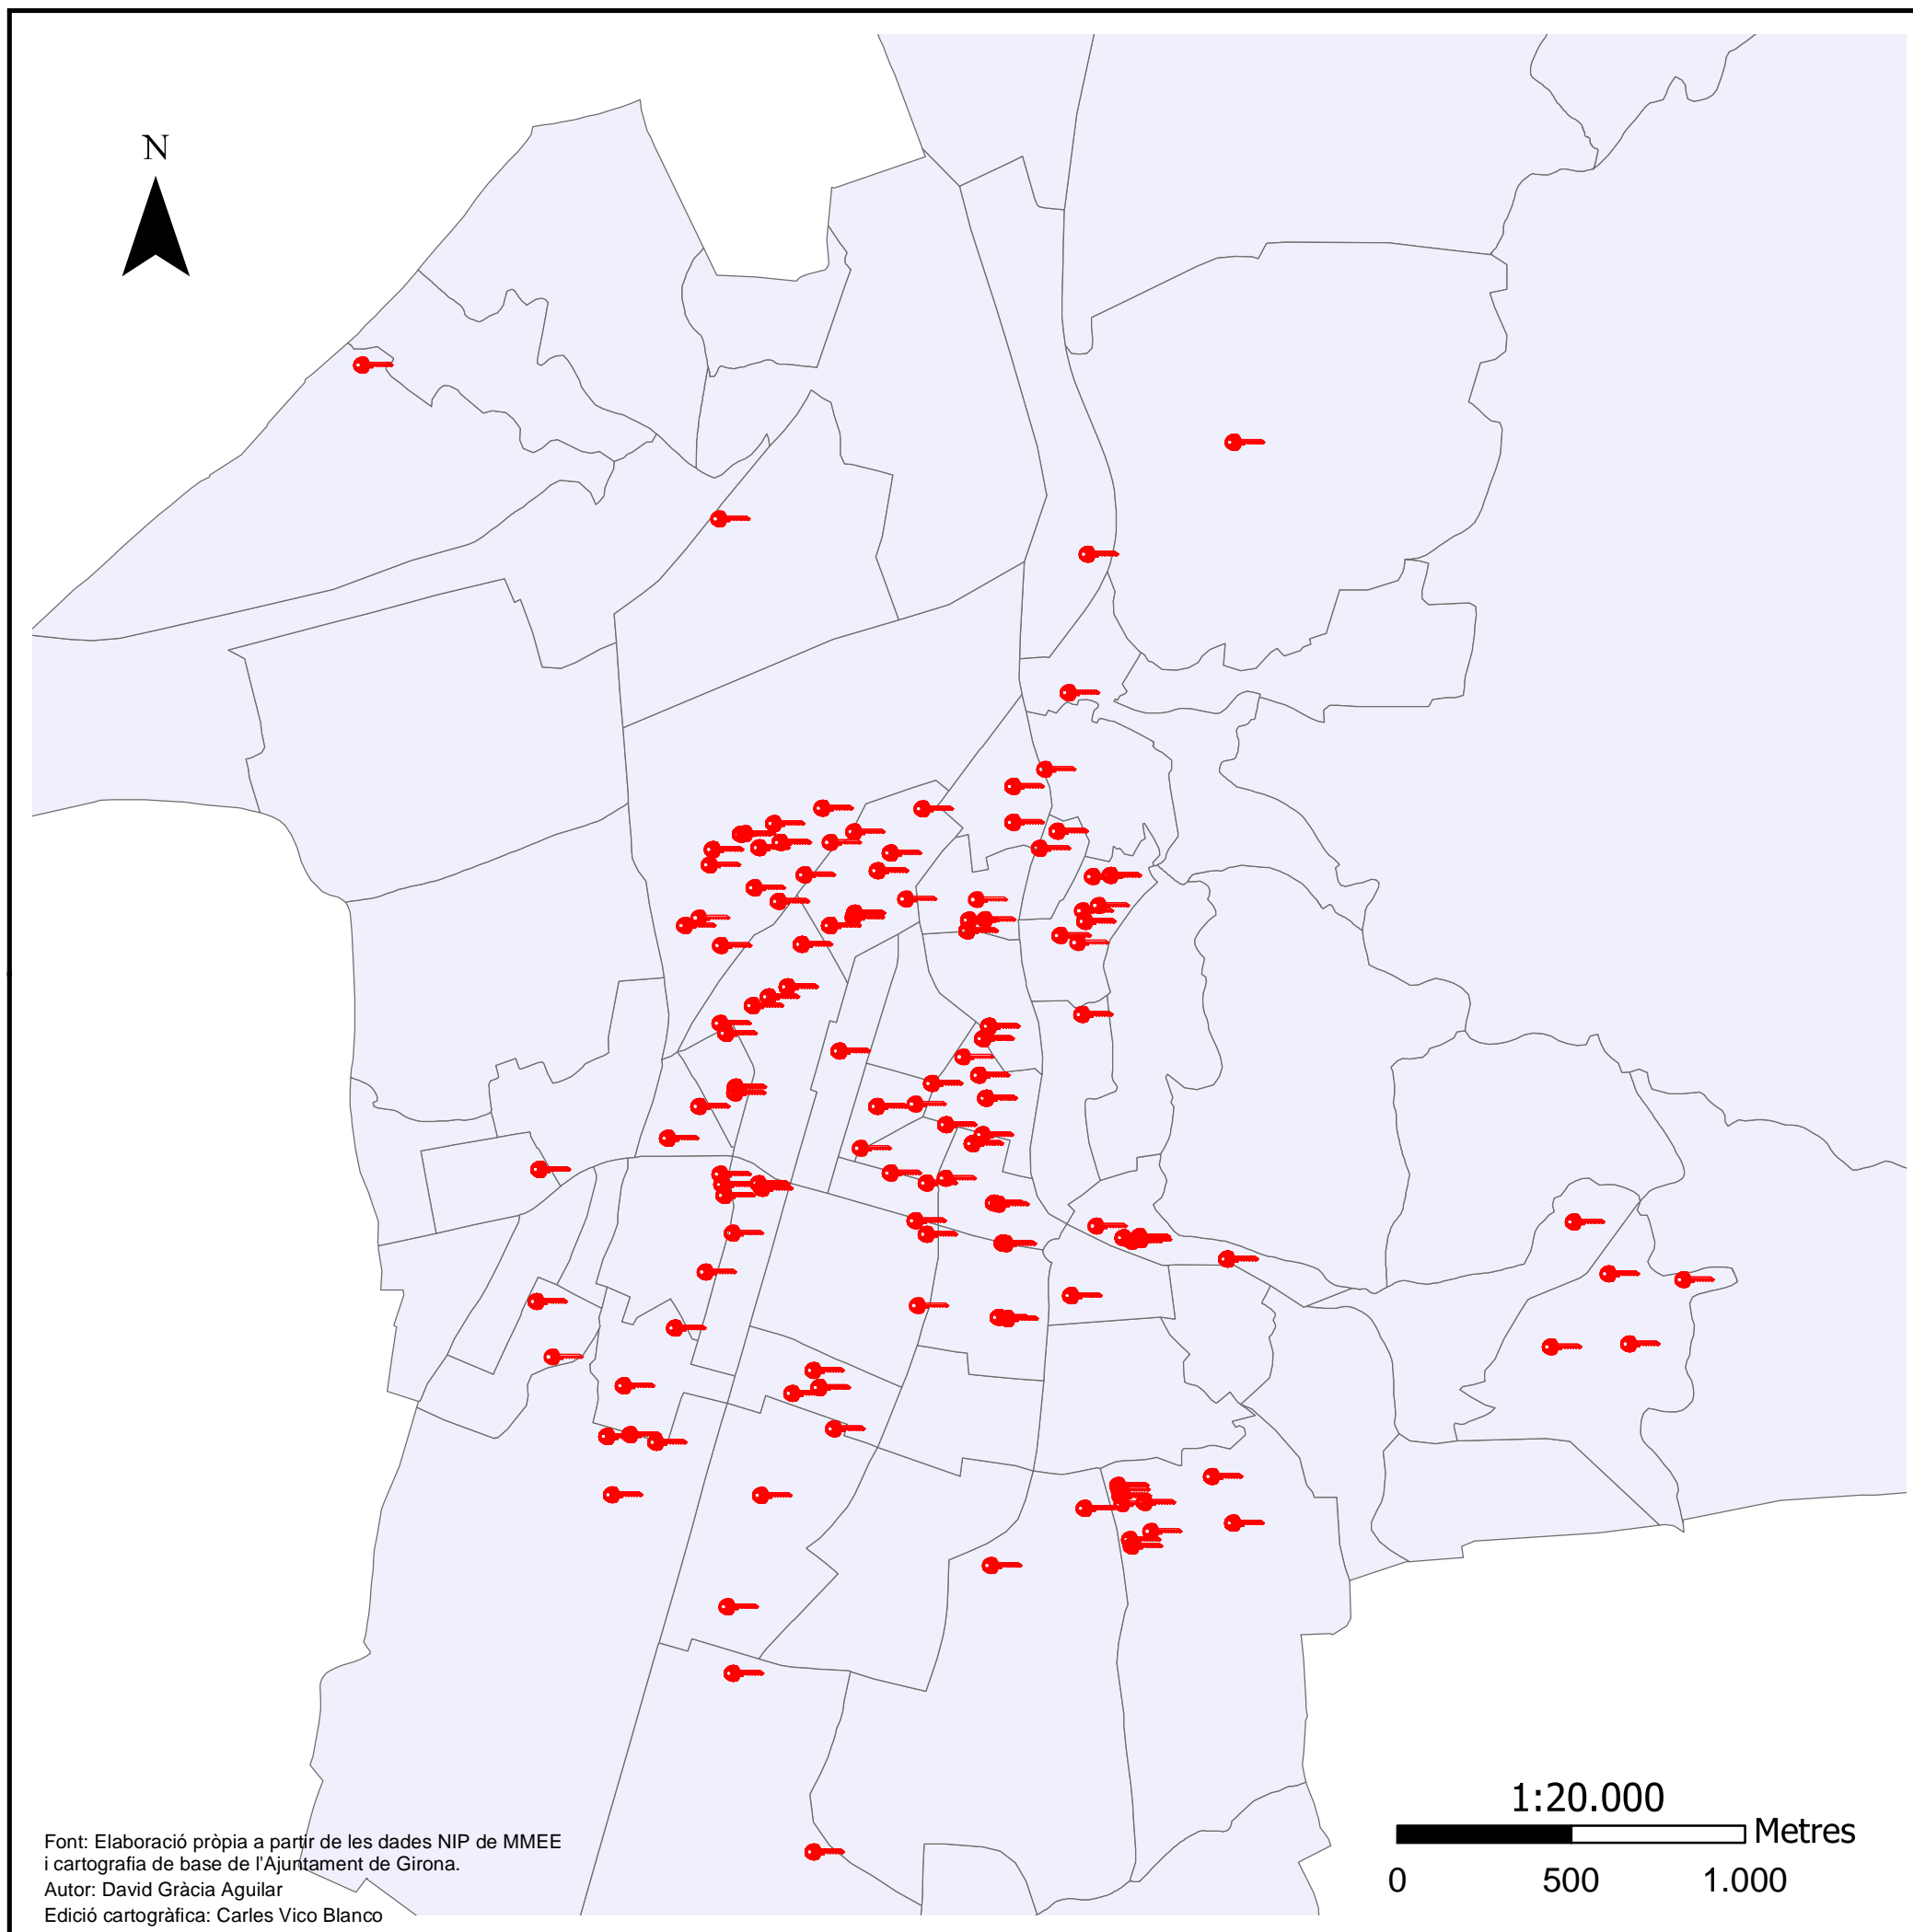 N
1:20.000
Metres
0 500 1.000
Font: Elaboració pròpia a partir de les dades NIP de MMEE
i cartografia de base de l'Ajuntament de Girona.
Autor: David Gràcia Aguilar
Edició cartogràfica: Carles Vico Blanco